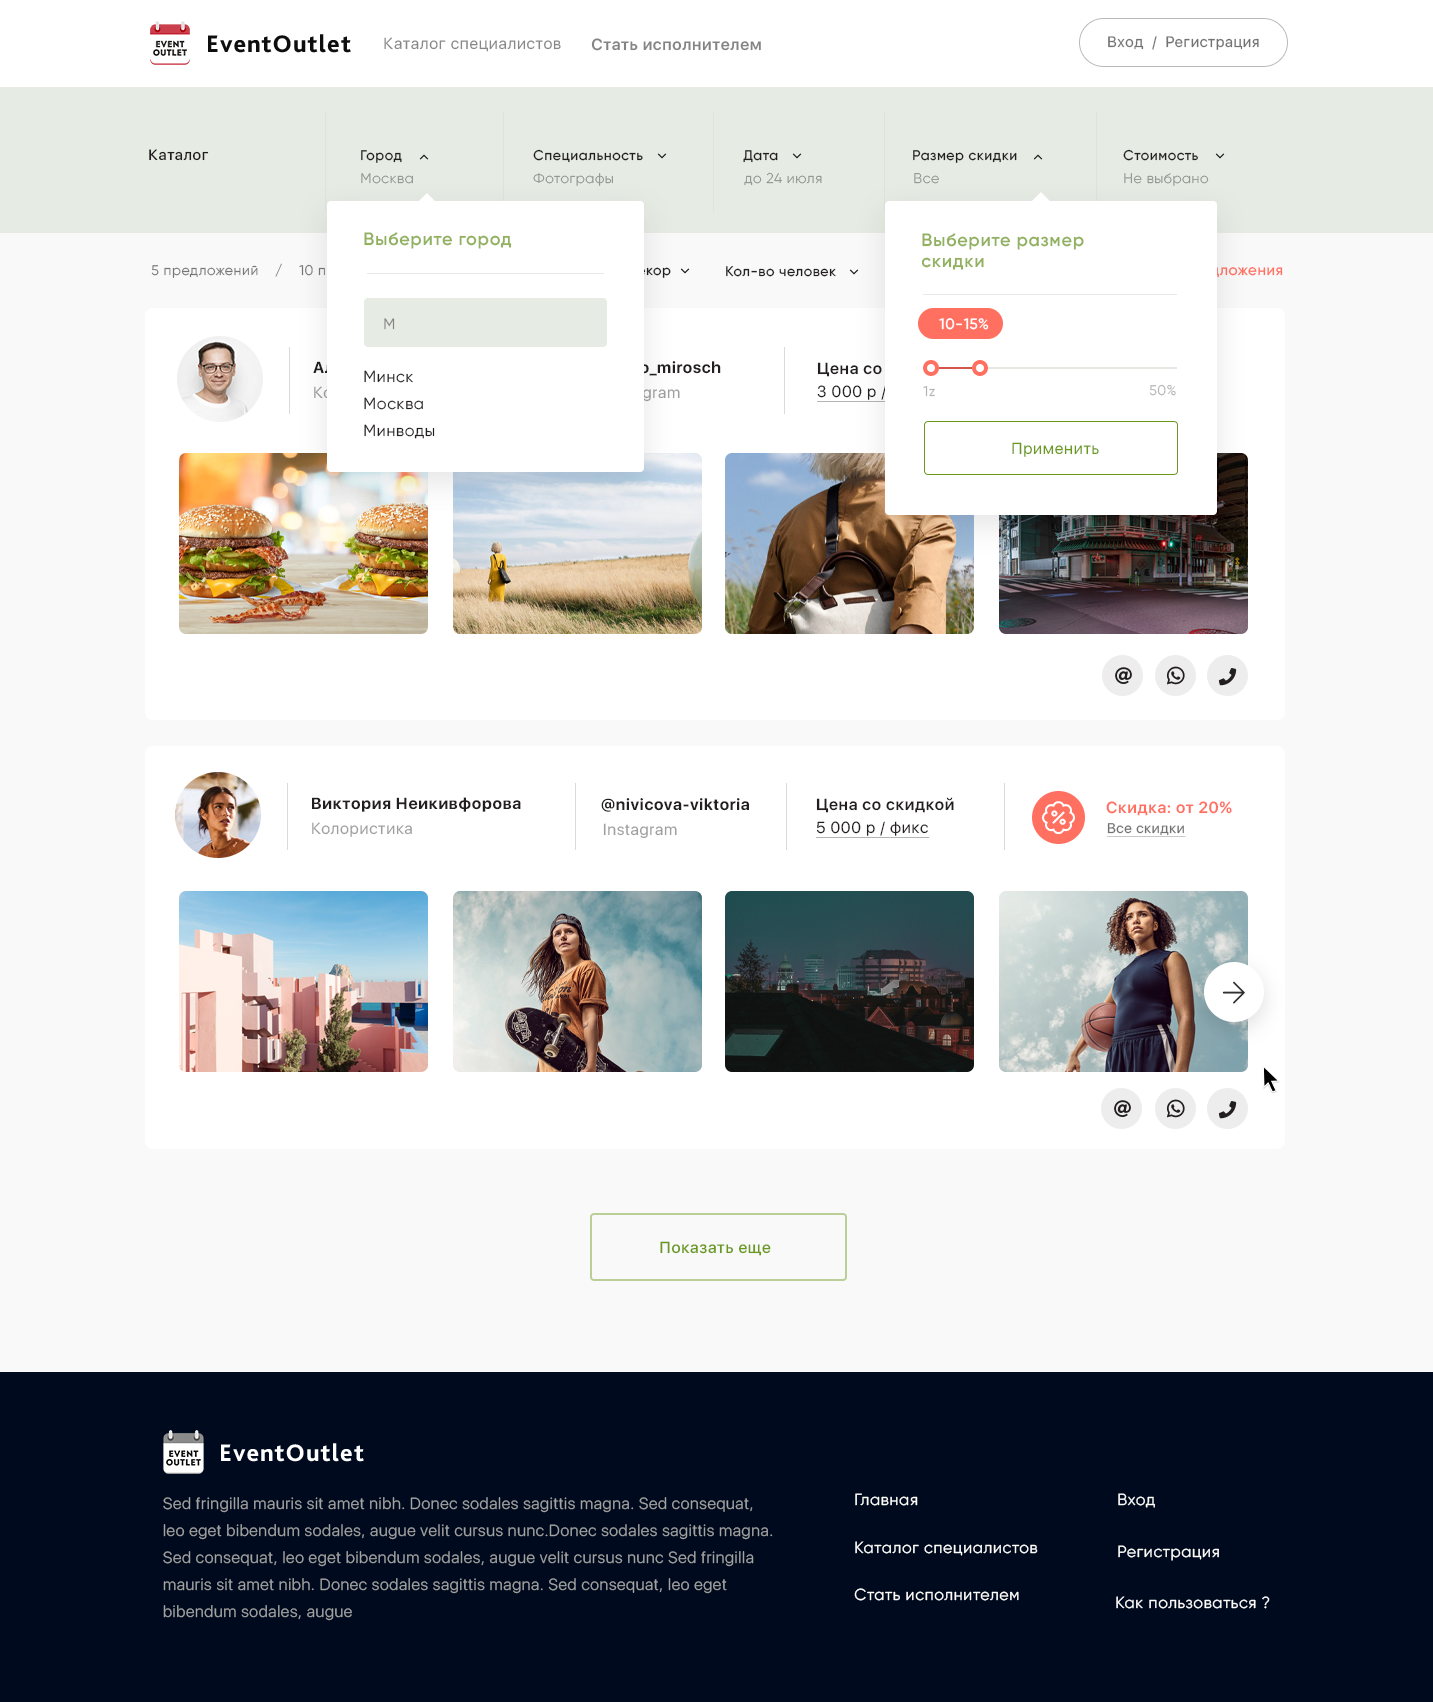 EVENT
OUTLET
EventOutlet
Каталог специалистов
Стать исполнителем
Вход / Регистрация
Каталог
Город
Москва
Специальность
Фотографы
Дата
до 24 июля
Размер скидки
Все
Стоимость
Не выбрано
Выберите город
М
Минск
Москва
Минводы
Выберите размер
скидки
10-15%
1z
50%
Применить
5 предложений / 10
Кол-во человек
Цена со
3 000 р /
Виктория Неикивфорова
Колористика
@nivicova-viktoria
Instagram
Цена со скидкой
5 000 р / фикс
Скидка: от 20%
Все скидки
Показать еще
EVENT
OUTLET
EventOutlet
Sed fringilla mauris sit amet nibh. Donec sodales sagittis magna. Sed consequat,
leo eget bibendum sodales, augue velit cursus nunc.Donec sodales sagittis magna.
Sed consequat, leo eget bibendum sodales, augue velit cursus nunc Sed fringilla
mauris sit amet nibh. Donec sodales sagittis magna. Sed consequat, leo eget
bibendum sodales, augue
Главная
Каталог специалистов
Стать исполнителем
Вход
Регистрация
Как пользоваться ?